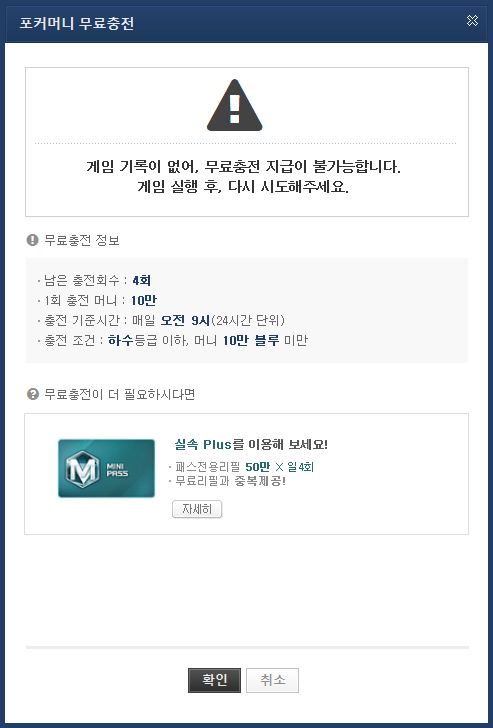 포커머니 무료충전
게임 기록이 없어, 무료충전 지급이 불가능합니다.
게임 실행 후, 다시 시도해주세요.
무료충전 정보
· 남은 충전회수 : 4회
· 1회 충전 머니 : 10만
· 충전 기준시간 : 매일 오전 9시(24시간 단위)
· 충전 조건 : 하수등급 이하, 머니 10만 블루 미만
무료충전이 더 필요하시다면
M MINI
PASS
실속 Plus를 이용해 보세요!
· 패스전용리필 50만 × 일4회
· 무료리필과 중복제공!
자세히
확인
취소